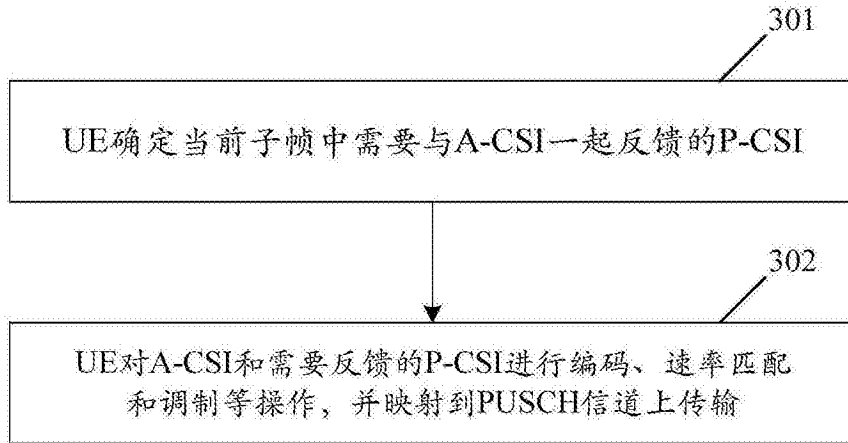 301
UE确定当前子帧中需要与A-CSI一起反馈的P-CSI
302
UE对A-CSI和需要反馈的P-CSI进行编码、速率匹配
和调制等操作，并映射到PUSCH信道上传输